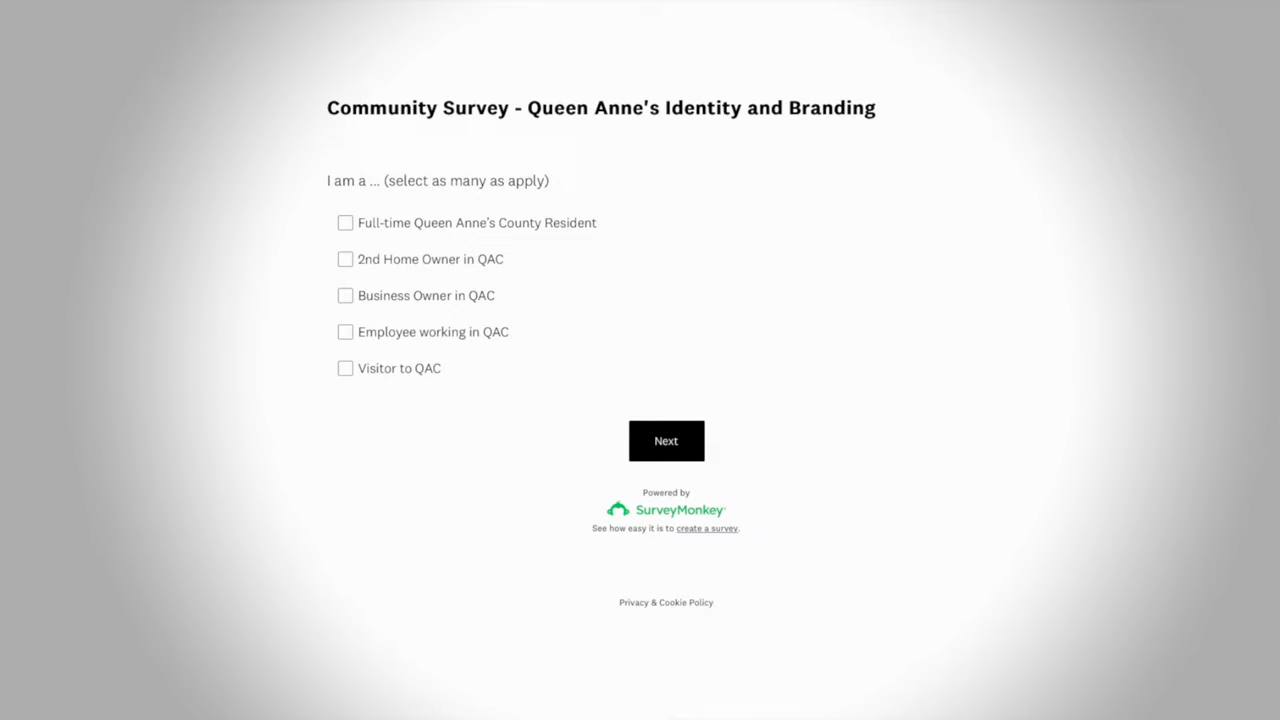 Community Survey - Queen Anne's Identity and Branding
I am a ... (select as many as apply)
Full-time Queen Anne's County Resident
2nd Home Owner in QAC
Business Owner in QAC
Employee working in QAC
Visitor to QAC
Next
Powered by
SurveyMonkey
See how easy it is to create a survey.
Privacy & Cookie Policy